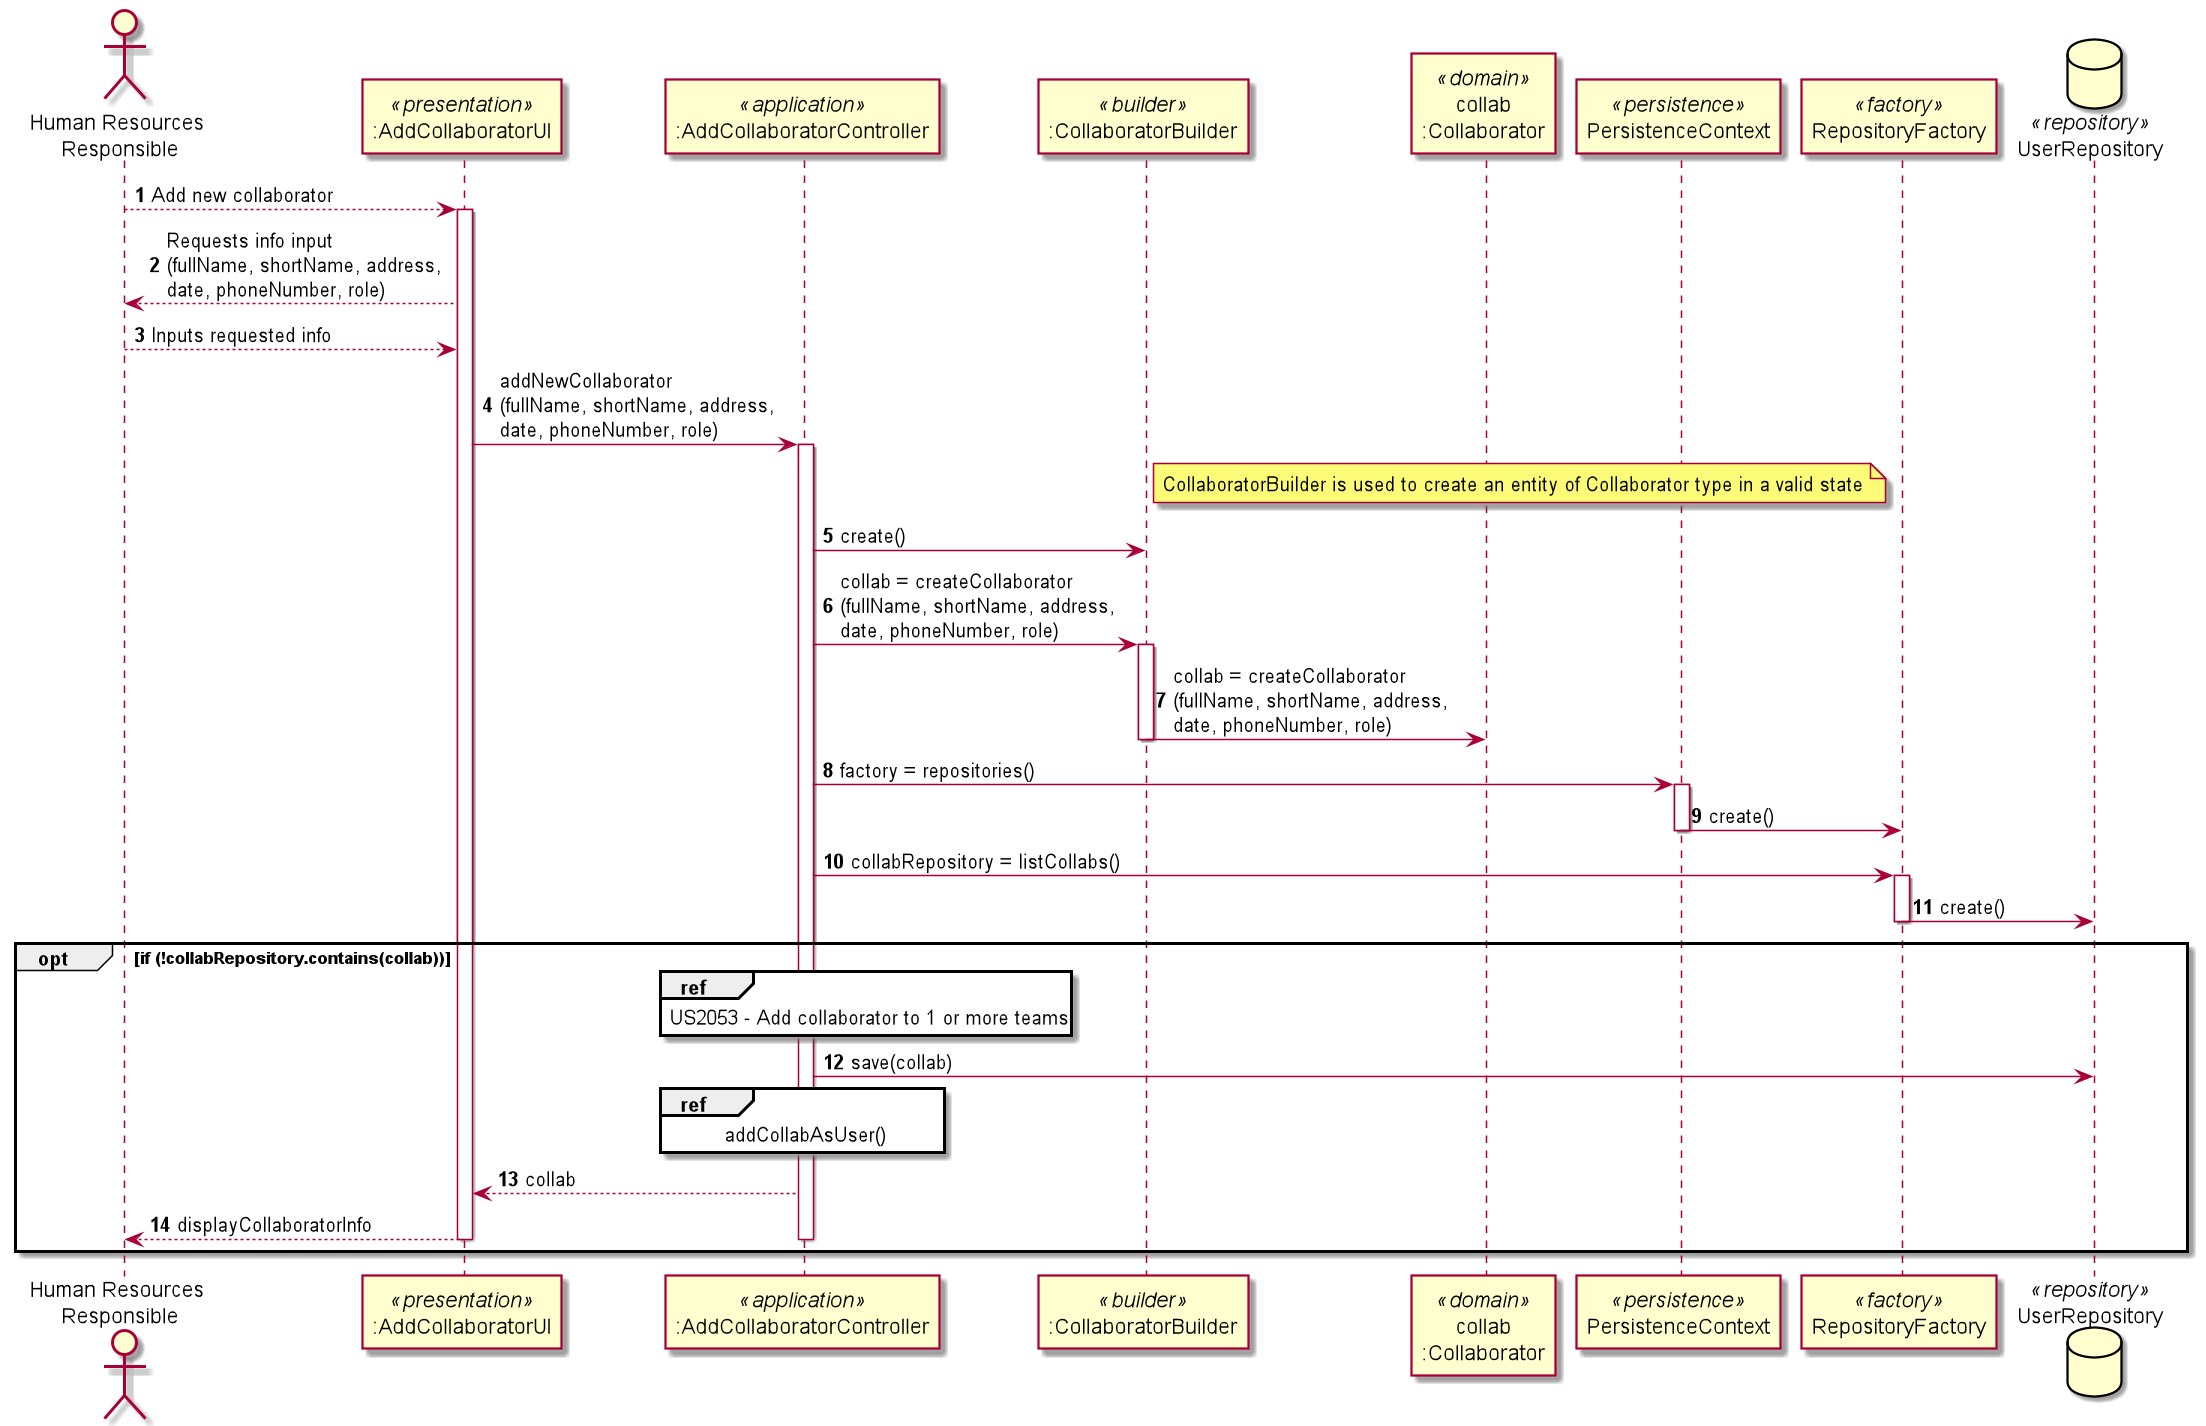 Human Resources
Responsible
«presentation»
:AddCollaboratorUI
«application»
:AddCollaboratorController
«builder»
:CollaboratorBuilder
«domain»
collab
:Collaborator
«persistence»
PersistenceContext
«factory»
RepositoryFactory
«repository»
UserRepository
1 Add new collaborator
Requests info input
2 (fullName, shortName, address,
date, phoneNumber, role)
3 Inputs requested info
addNewCollaborator
4 (fullName, shortName, address,
date, phoneNumber, role)
CollaboratorBuilder is used to create an entity of Collaborator type in a valid state
5 create()
collab = createCollaborator
6 (fullName, shortName, address,
date, phoneNumber, role)
collab = createCollaborator
7 (fullName, shortName, address,
date, phoneNumber, role)
8 factory = repositories()
9 create()
10 collabRepository = listCollabs()
11 create()
opt [if (!collabRepository.contains(collab))]
ref
US2053 - Add collaborator to 1 or more teams
12 save(collab)
ref
addCollabAsUser()
13 collab
14 displayCollaboratorInfo
Human Resources
Responsible
«presentation»
:AddCollaboratorUI
«application»
:AddCollaboratorController
«builder»
:CollaboratorBuilder
«domain»
collab
:Collaborator
«persistence»
PersistenceContext
«factory»
RepositoryFactory
«repository»
UserRepository